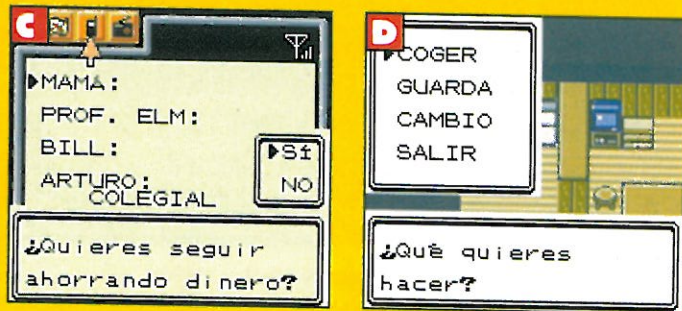 C
MAMÁ:
PROF. ELM:
BILL:
ARTURO:
COLEGIAL
SÍ
NO
¿Quieres seguir
ahorrando dinero?
D
COGER
GUARDA
CAMBIO
SALIR
¿Qué quieres
hacer?